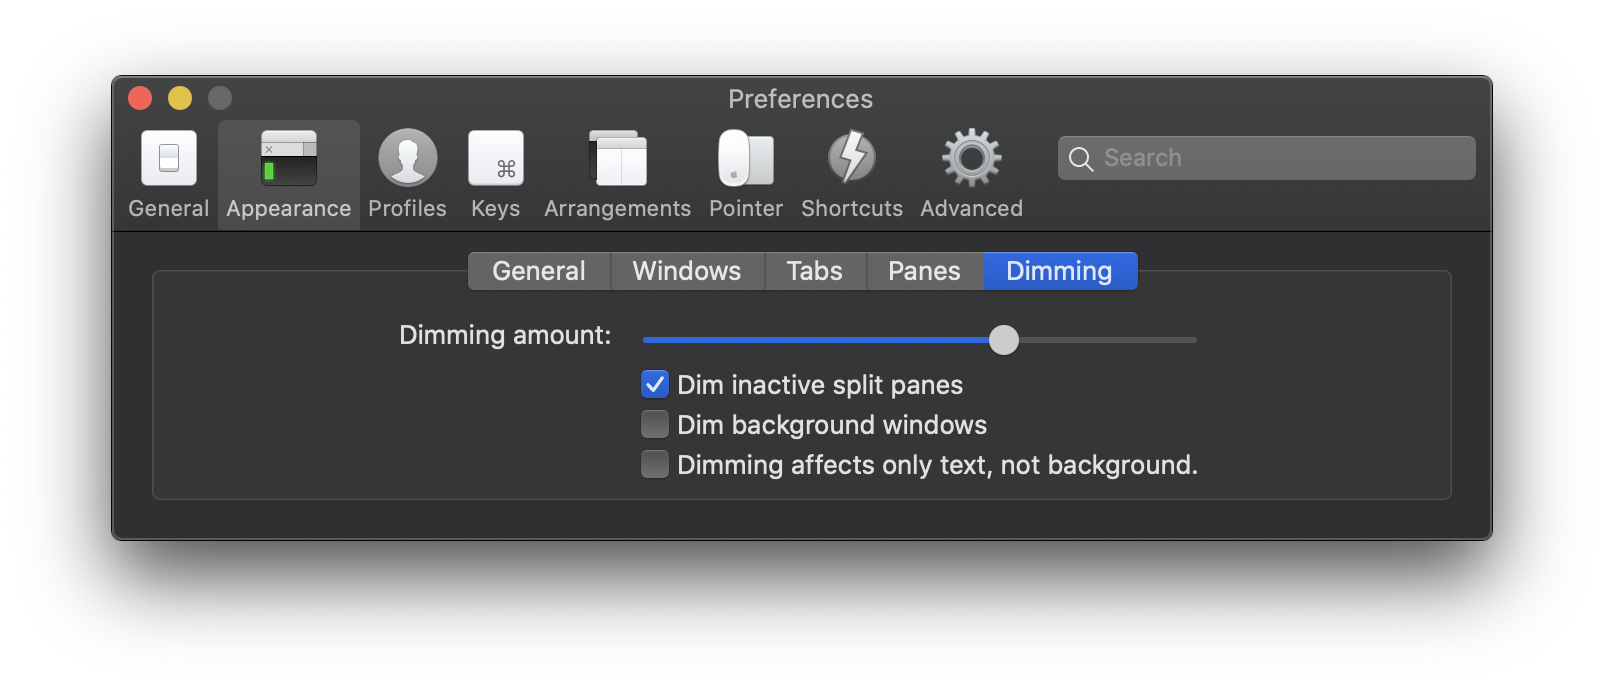 Preferences
General Appearance Profiles Keys Arrangements Pointer Shortcuts Advanced Search
General Windows Tabs Panes Dimming
Dimming amount:
Dim inactive split panes
Dim background windows
Dimming affects only text, not background.